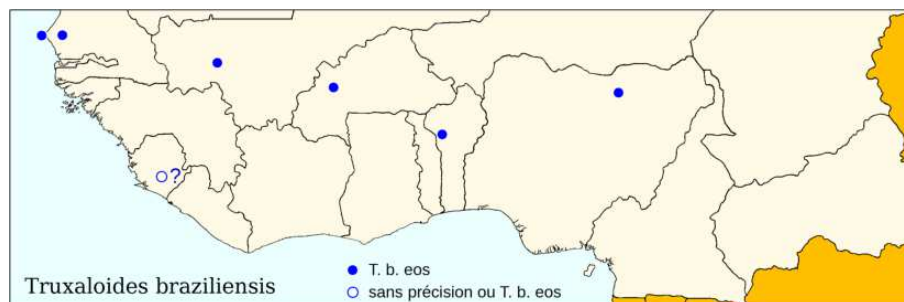 ?
T. b. eos
Truxaloides braziliensis
sans précision ou T. b. eos